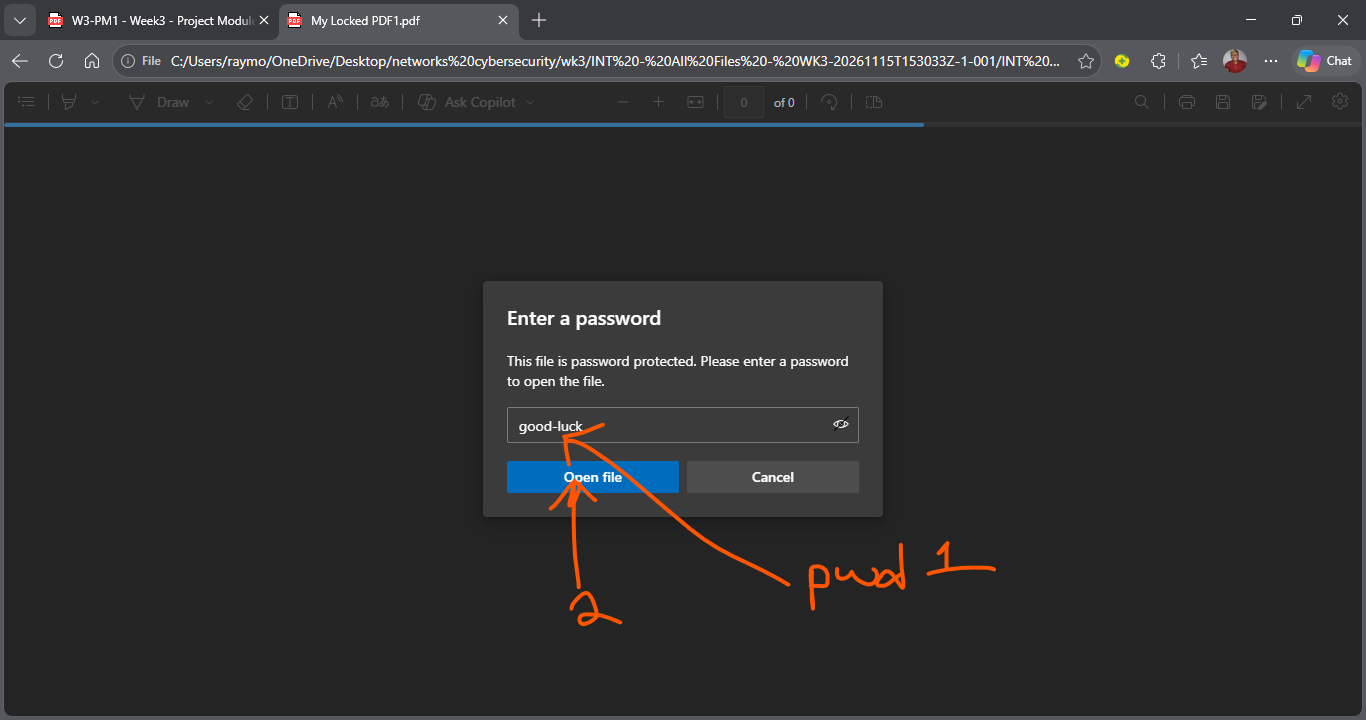 W3-PM1 - Week3 - Project Modul
My Locked PDF1.pdf
File C:/Users/raymo/OneDrive/Desktop/networks%20cybersecurity/wk3/INT%20-%20All%20Files%20-%20WK3-20261115T153033Z-1-001/INT%20... Chat
Draw Ask Copilot 0 of 0
Enter a password
This file is password protected. Please enter a password
to open the file.
good-luck
Open file Cancel
pwd 1
2